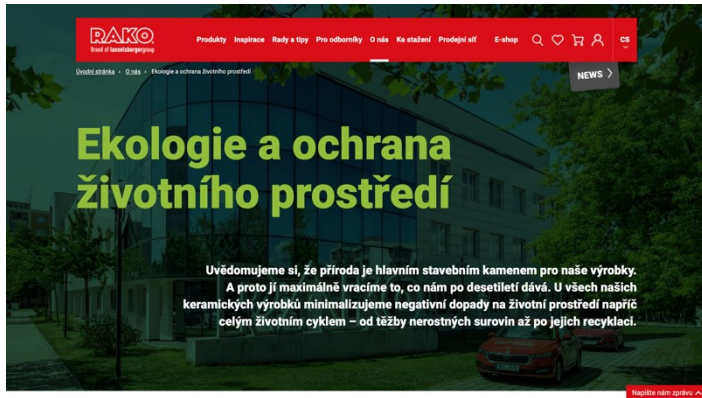 RAKO
Brand of lasselsbergergroup
Produkty Inspirace Rady a tipy Pro odborníky O nás Ke stažení Prodejní síť E-shop CS
Úvodní stránka › O nás › Ekologie a ochrana životního prostředí
NEWS
Ekologie a ochrana
životního prostředí
Uvědomujeme si, že příroda je hlavním stavebním kamenem pro naše výrobky.
A proto jí maximálně vracíme to, co nám po desetiletí dává. U všech našich
keramických výrobků minimalizujeme negativní dopady na životní prostředí napříč
celým životním cyklem – od těžby nerostných surovin až po jejich recyklaci.
Napište nám zprávu